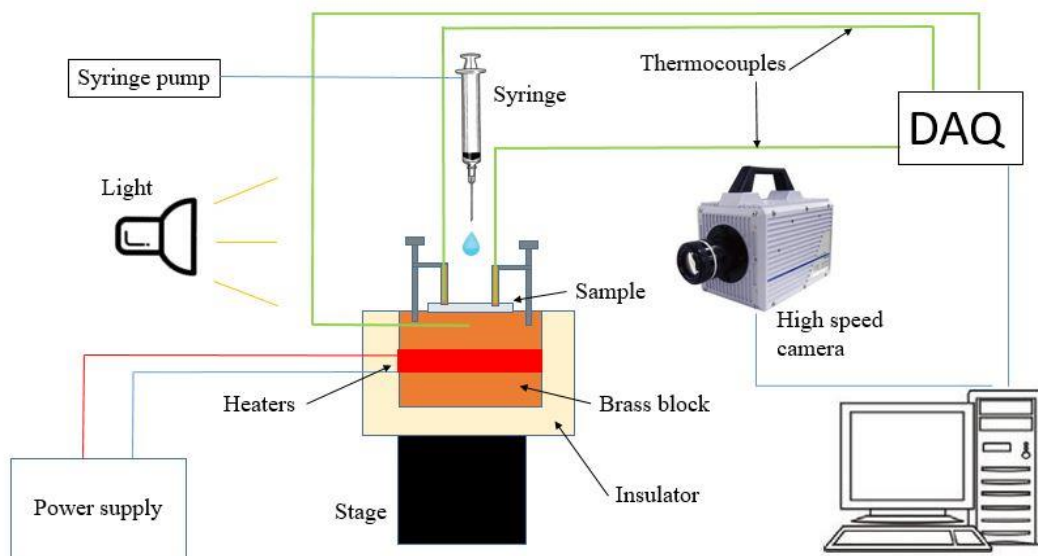 Thermocouples
Syringe pump
Syringe
DAQ
Light
Sample
High speed
camera
Heaters
Brass block
Insulator
Power supply
Stage